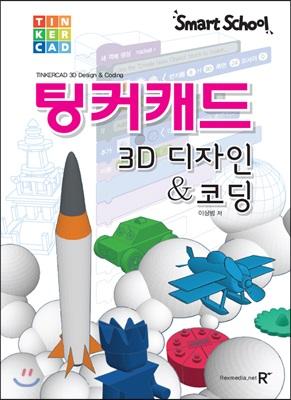 TIN
KER
CAD
Smart School
TINKERCAD 3D Design & Coding
팅커캐드
3D 디자인
& 코딩
이상범 저
Rexmedia.net R